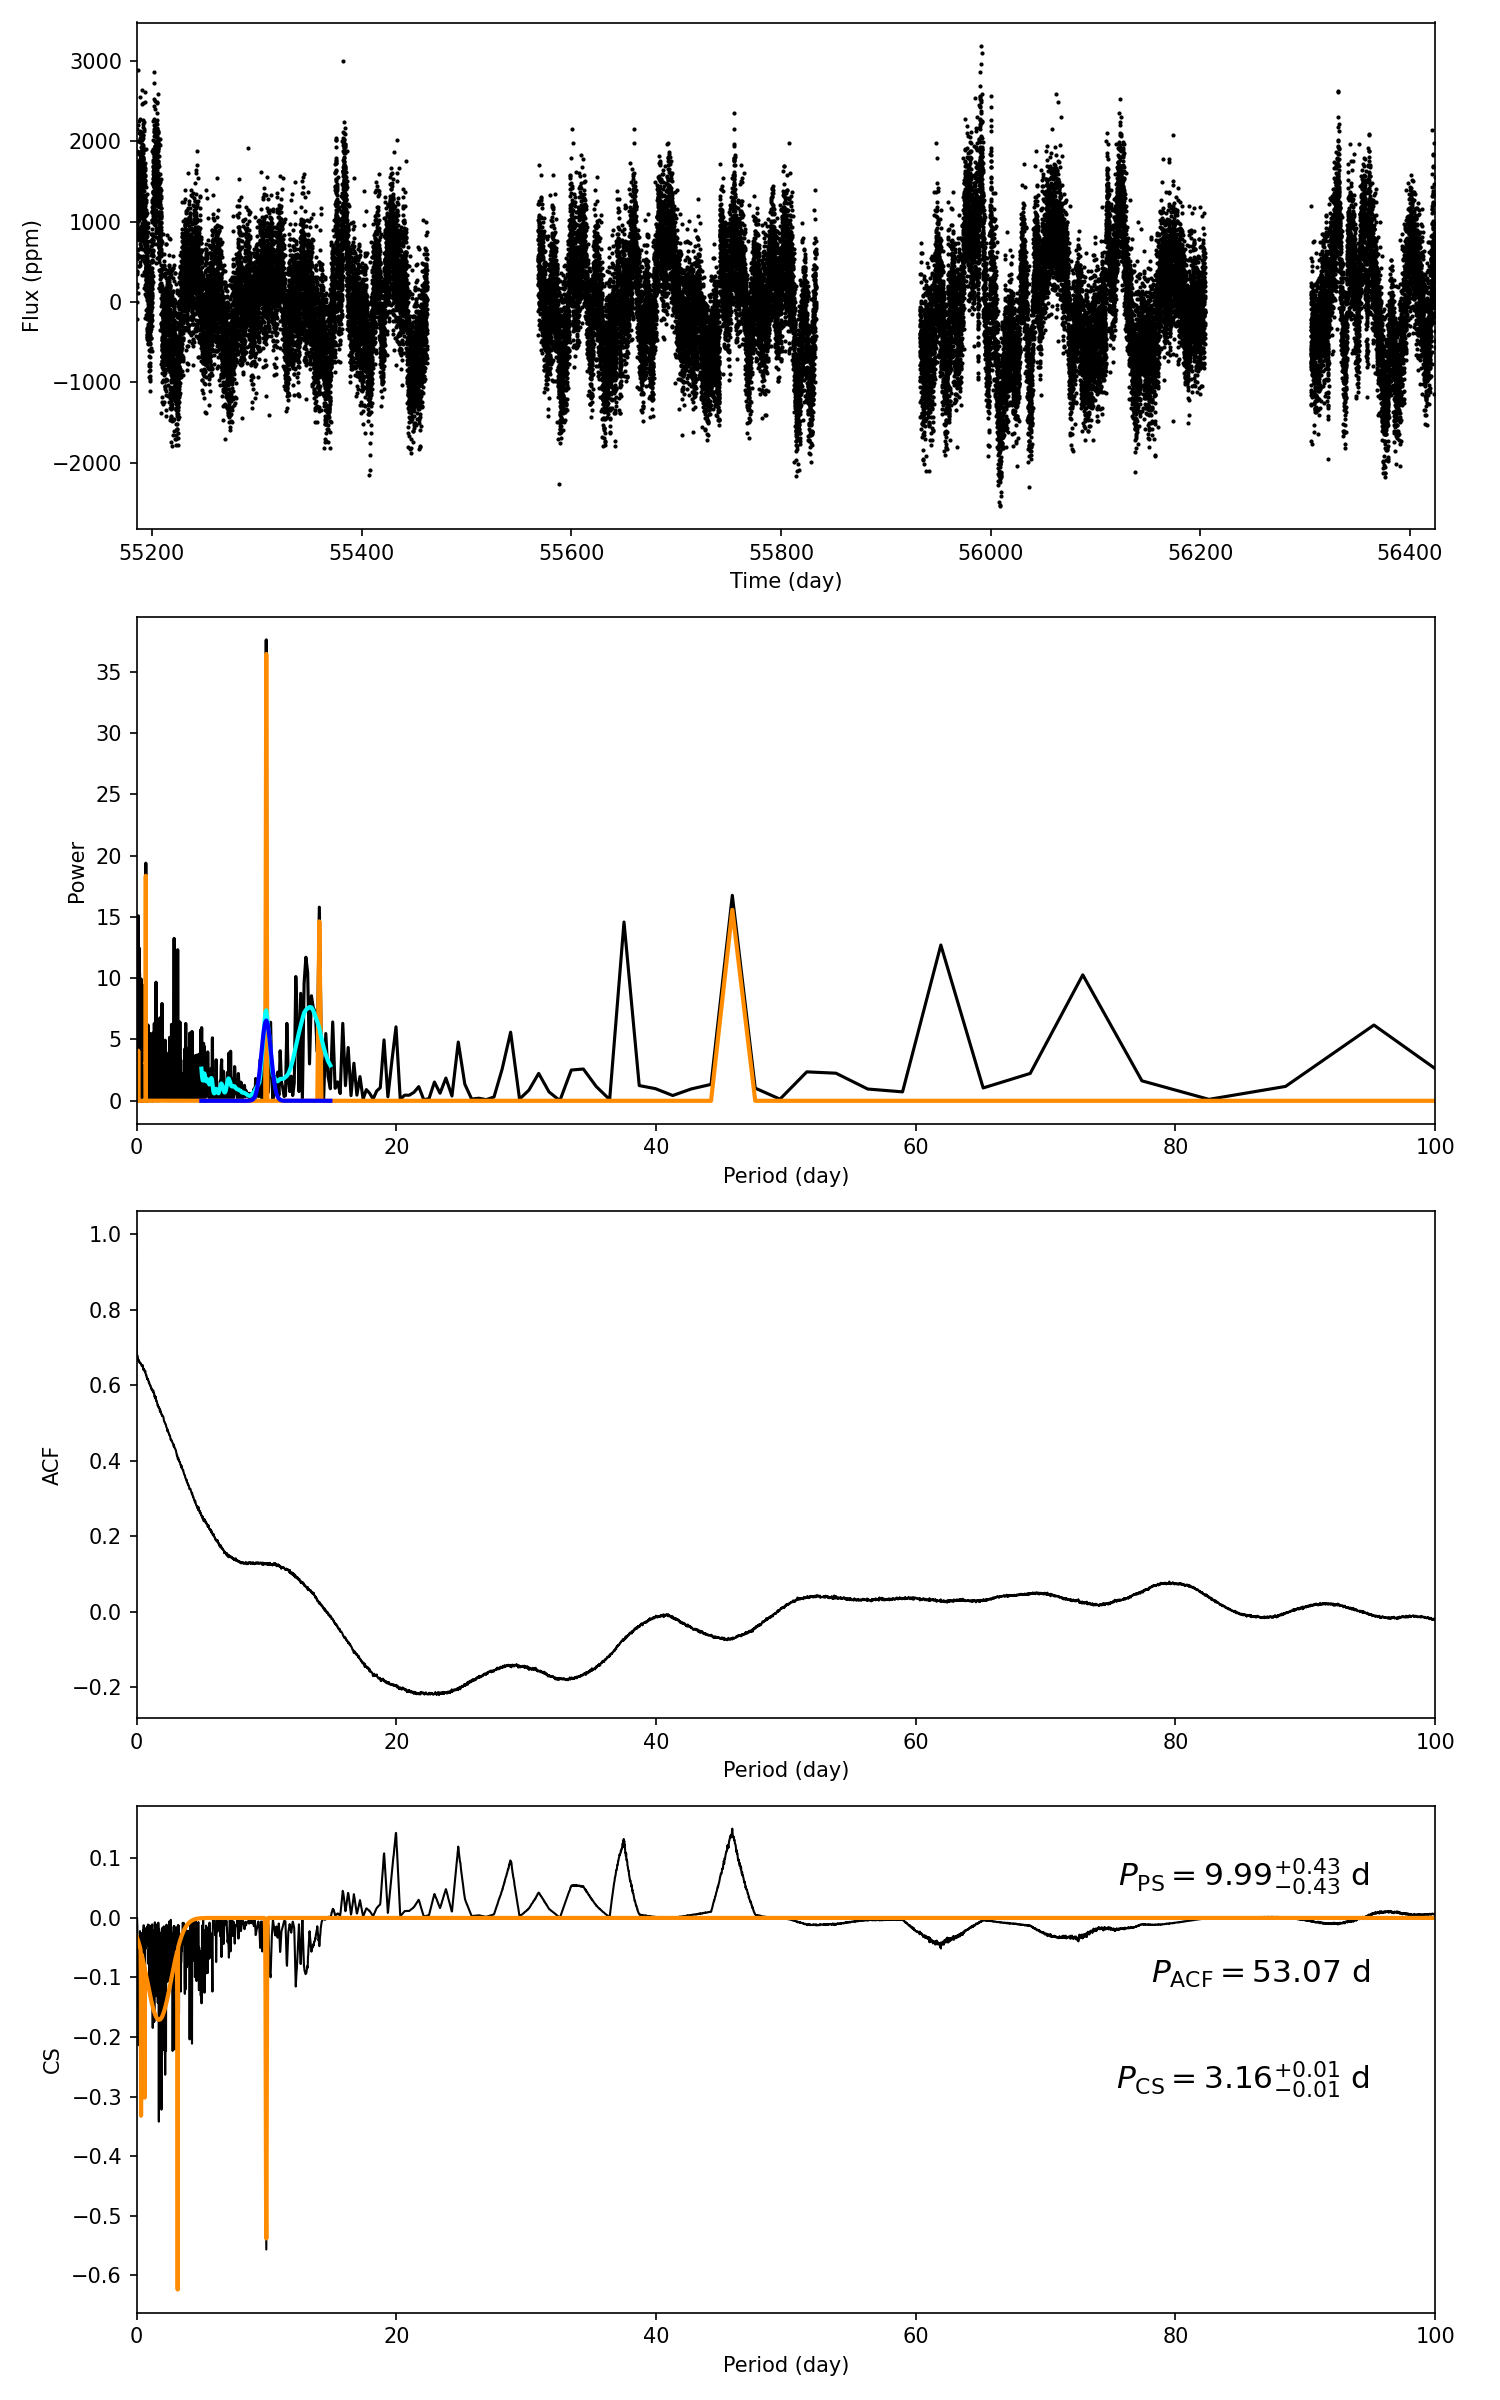 3000
2000
1000
0
−1000
−2000
Flux (ppm)
55200 55400 55600 55800 56000 56200 56400
Time (day)
35
30
25
20
15
10
5
0
Power
0 20 40 60 80 100
Period (day)
1.0
0.8
0.6
0.4
0.2
0.0
−0.2
ACF
0 20 40 60 80 100
Period (day)
0.1
0.0
−0.1
−0.2
−0.3
−0.4
−0.5
−0.6
CS
P_PS = 9.99 +0.43 −0.43 d
P_ACF = 53.07 d
P_CS = 3.16 +0.01 −0.01 d
0 20 40 60 80 100
Period (day)